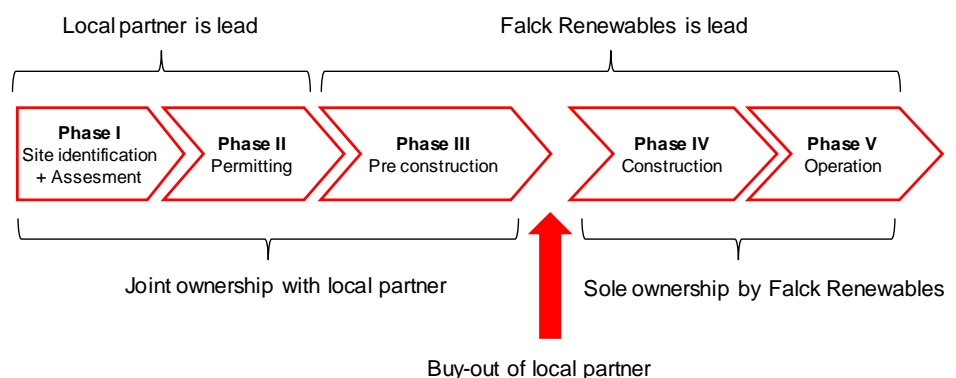 Local partner is lead
Falck Renewables is lead
Phase I
Site identification
+ Assesment
Phase II
Permitting
Phase III
Pre construction
Phase IV
Construction
Phase V
Operation
Joint ownership with local partner
Sole ownership by Falck Renewables
Buy-out of local partner